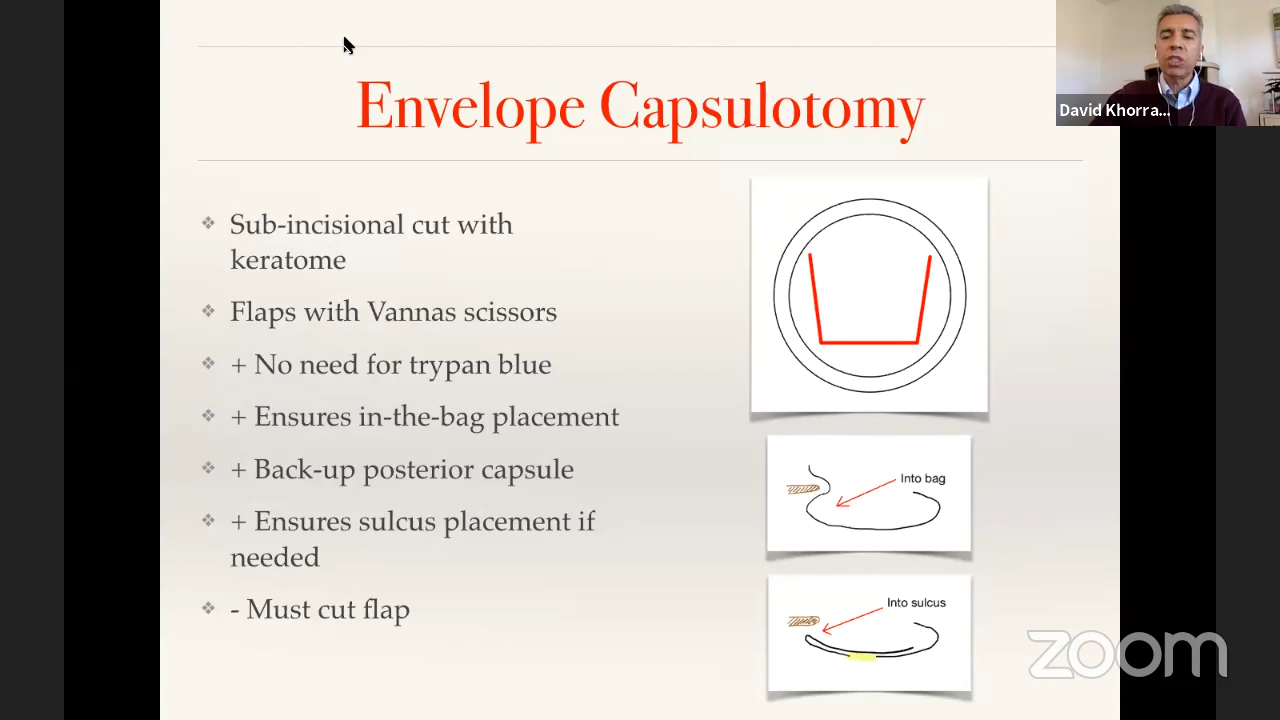 Envelope Capsulotomy
David Khorra...
Sub-incisional cut with
keratome
Flaps with Vannas scissors
+ No need for trypan blue
+ Ensures in-the-bag placement
+ Back-up posterior capsule
+ Ensures sulcus placement if
needed
- Must cut flap
Into bag
Into sulcus
zoom